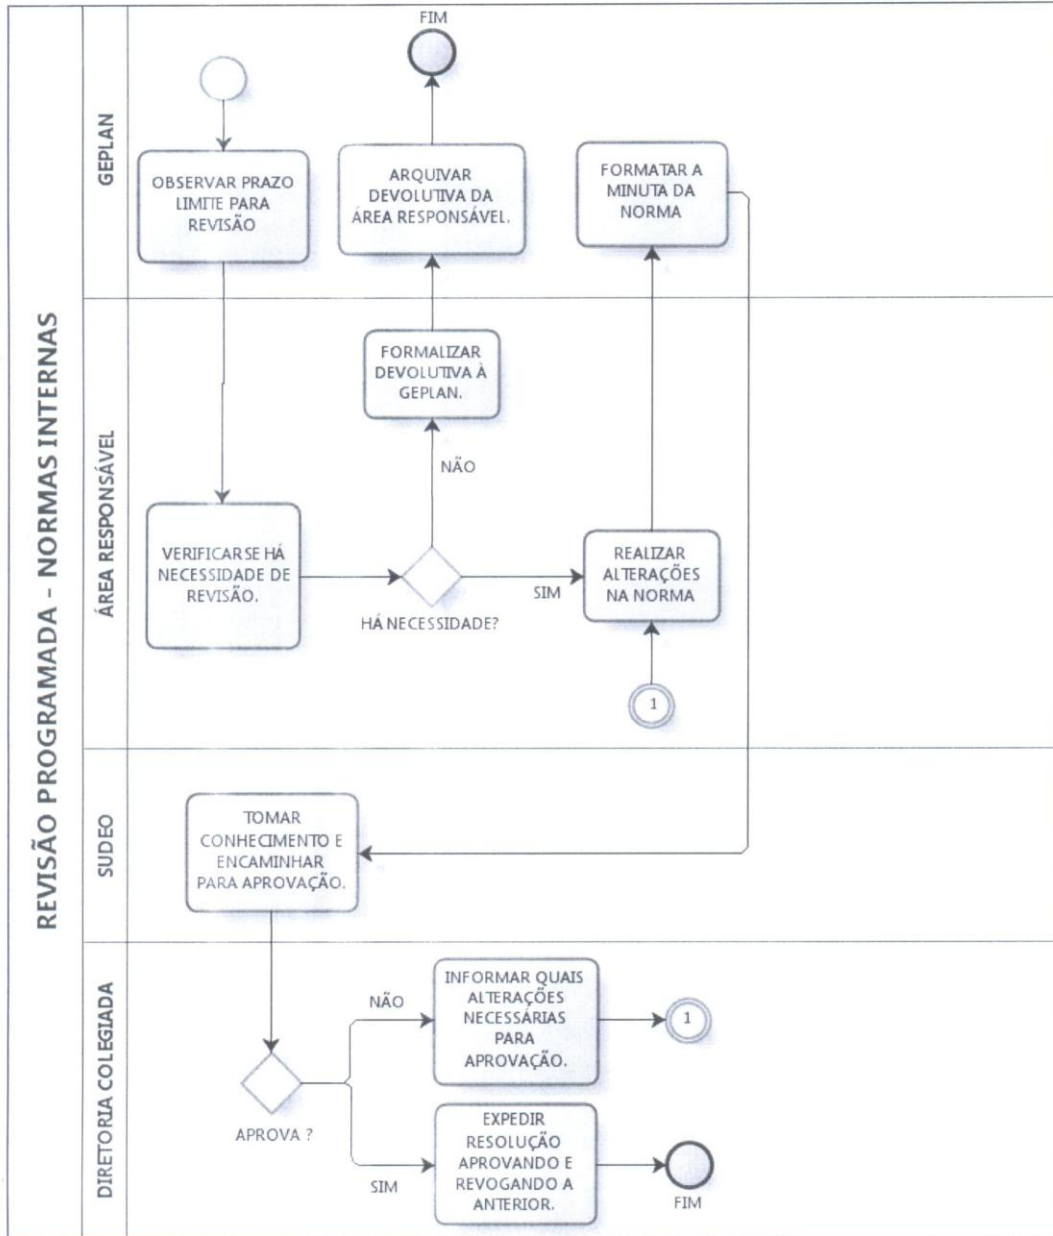 REVISÃO PROGRAMADA - NORMAS INTERNAS
GEPLAN
FIM
OBSERVAR PRAZO
LIMITE PARA
REVISÃO
ARQUIVAR
DEVOLUTIVA DA
ÁREA RESPONSÁVEL.
FORMATAR A
MINUTA DA
NORMA
ÁREA RESPONSÁVEL
FORMALIZAR
DEVOLUTIVA À
GEPLAN.
NÃO
VERIFICAR SE HÁ
NECESSIDADE DE
REVISÃO.
HÁ NECESSIDADE?
SIM
REALIZAR
ALTERAÇÕES
NA NORMA
1
SUDEO
TOMAR
CONHECIMENTO E
ENCAMINHAR
PARA APROVAÇÃO.
DIRETORIA COLEGIADA
APROVA ?
NÃO
INFORMAR QUAIS
ALTERAÇÕES
NECESSÁRIAS
PARA
APROVAÇÃO.
1
SIM
EXPEDIR
RESOLUÇÃO
APROVANDO E
REVOGANDO A
ANTERIOR.
FIM